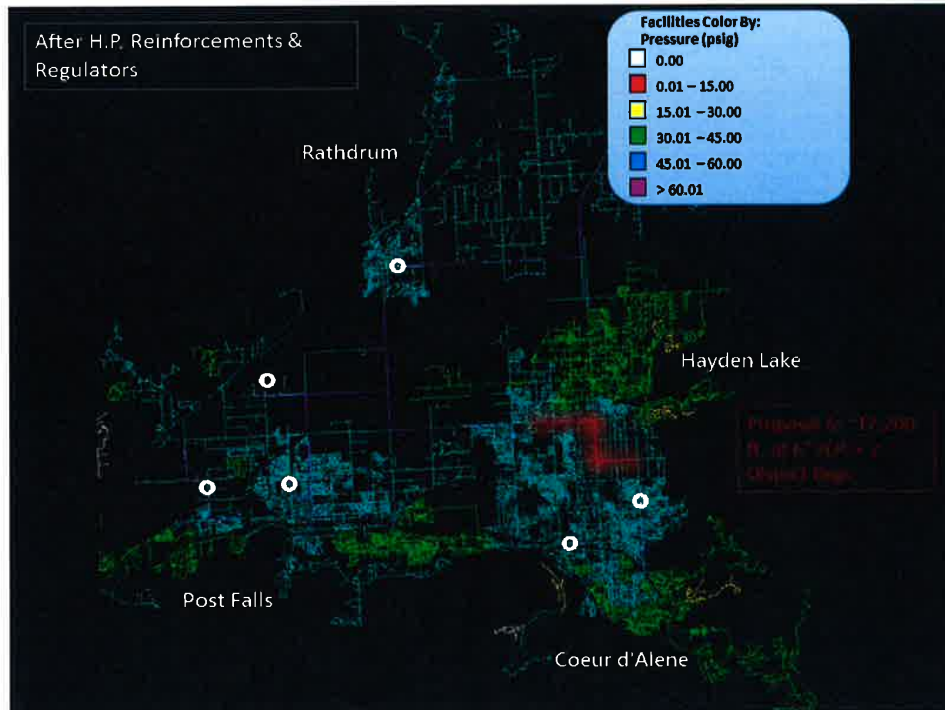 After H.P. Reinforcements &
Regulators
Facilities Color By:
Pressure (psig)
0.00
0.01 – 15.00
15.01 – 30.00
30.01 – 45.00
45.01 – 60.00
> 60.01
Rathdrum
Hayden Lake
Proposed
Post Falls
Coeur d'Alene